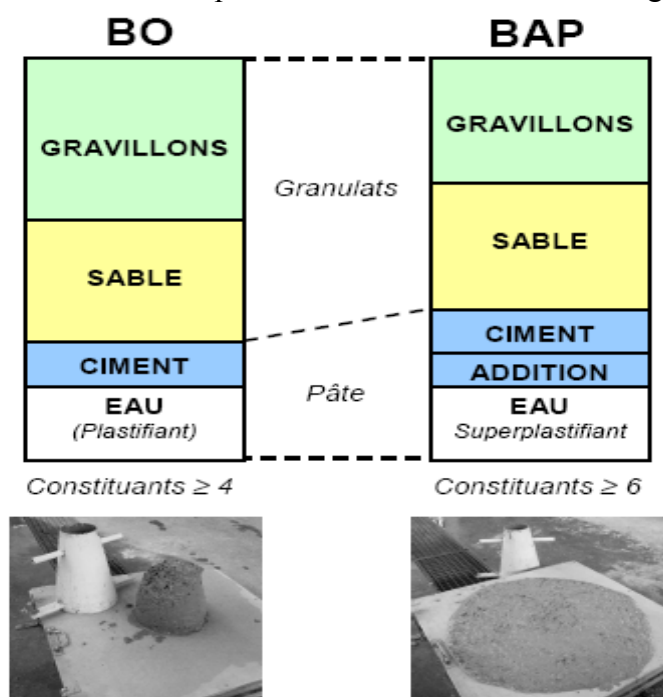 BO
BAP
GRAVILLONS
GRAVILLONS
Granulats
SABLE
SABLE
CIMENT
CIMENT
ADDITION
Pâte
EAU
(Plastifiant)
EAU
Superplastifiant
Constituants ≥ 4
Constituants ≥ 6